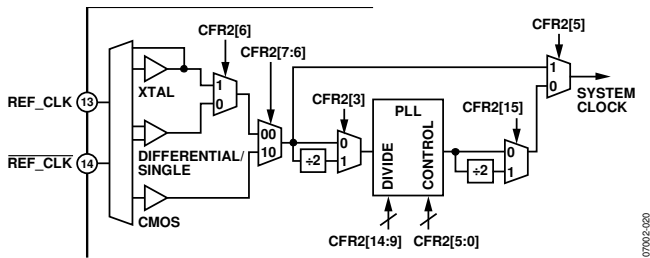 CFR2[6]
CFR2[7:6]
CFR2[5]
REF_CLK 13
XTAL
1
0
00
10
CFR2[3]
÷2
0
1
PLL
DIVIDE
CONTROL
CFR2[15]
÷2
0
1
1
0
SYSTEM
CLOCK
REF_CLK 14
DIFFERENTIAL/
SINGLE
CMOS
CFR2[14:9]
CFR2[5:0]
07002-020